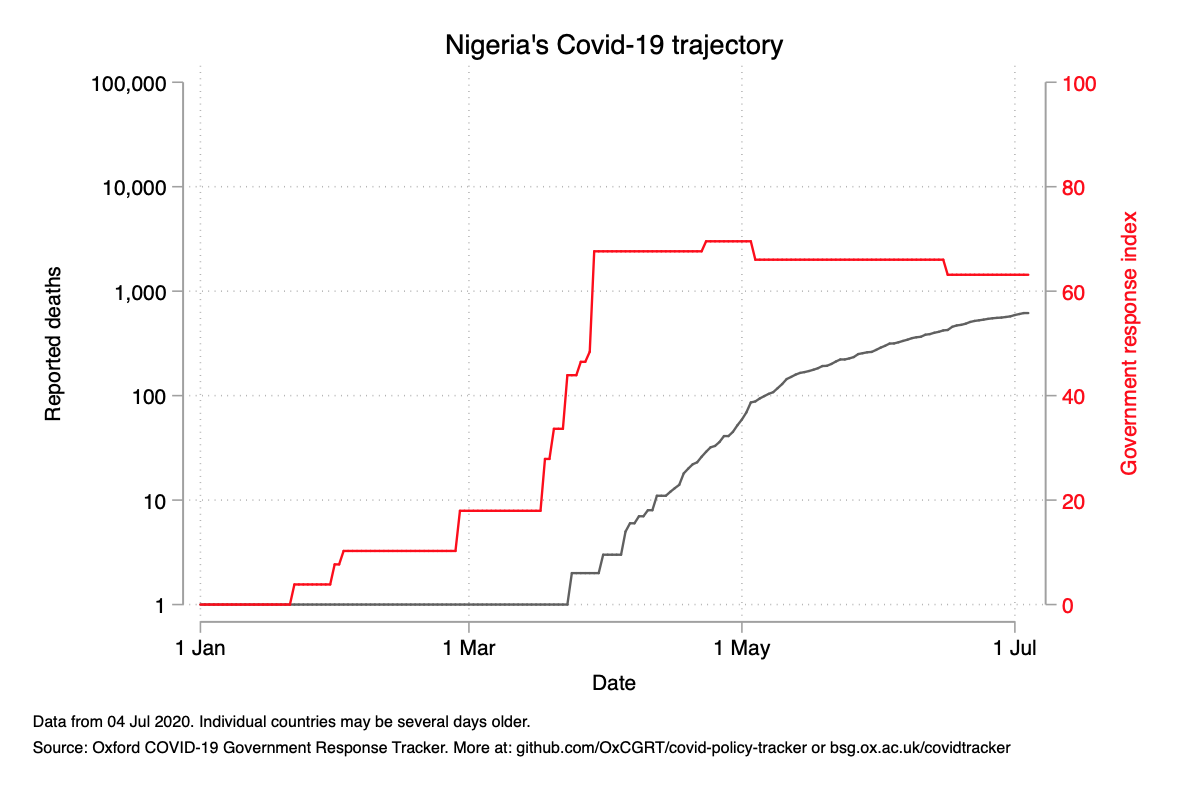 Nigeria's Covid-19 trajectory
100,000
10,000
1,000
100
10
1
Reported deaths
100
80
60
40
20
0
Government response index
1 Jan
1 Mar
1 May
1 Jul
Date
Data from 04 Jul 2020. Individual countries may be several days older.
Source: Oxford COVID-19 Government Response Tracker. More at: github.com/OxCGRT/covid-policy-tracker or bsg.ox.ac.uk/covidtracker